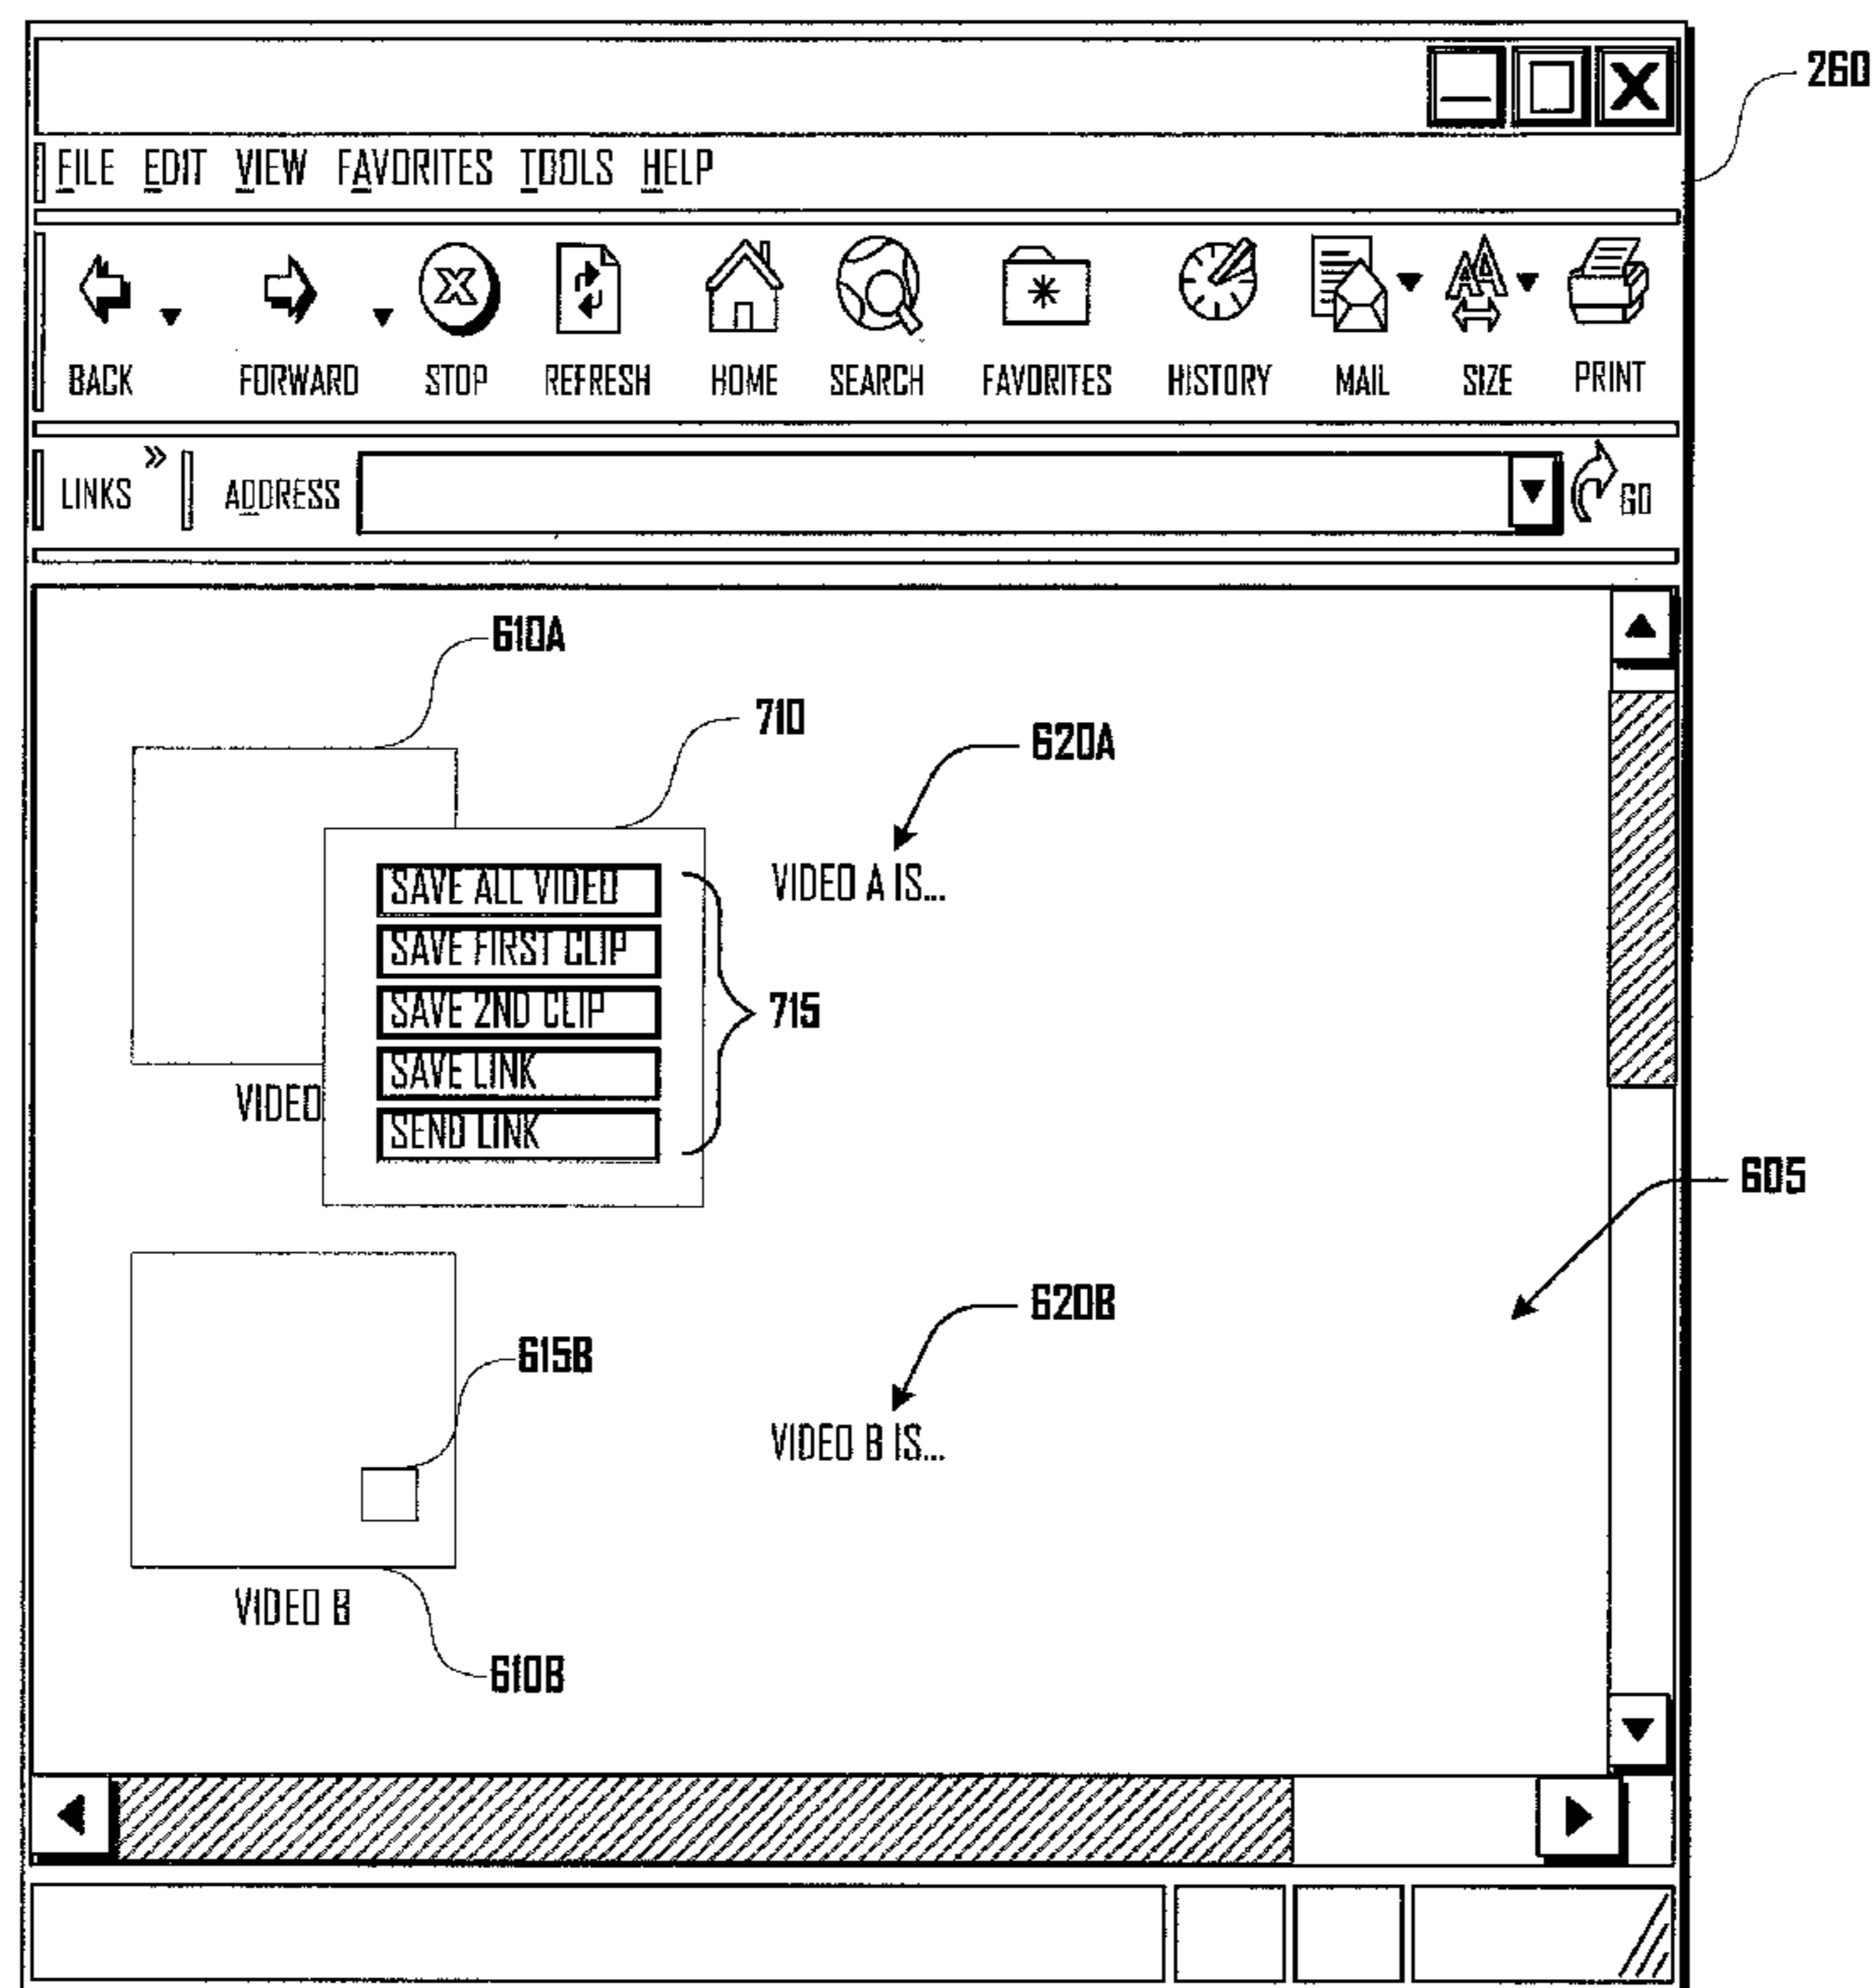 260
FILE EDIT VIEW FAVORITES TOOLS HELP
BACK FORWARD STOP REFRESH HOME SEARCH FAVORITES HISTORY MAIL SIZE PRINT
LINKS » ADDRESS GO
610A
710
620A
SAVE ALL VIDEO
VIDEO A IS...
SAVE FIRST CLIP
SAVE 2ND CLIP
715
SAVE LINK
VIDEO
SEND LINK
605
620B
615B
VIDEO B IS...
VIDEO B
610B